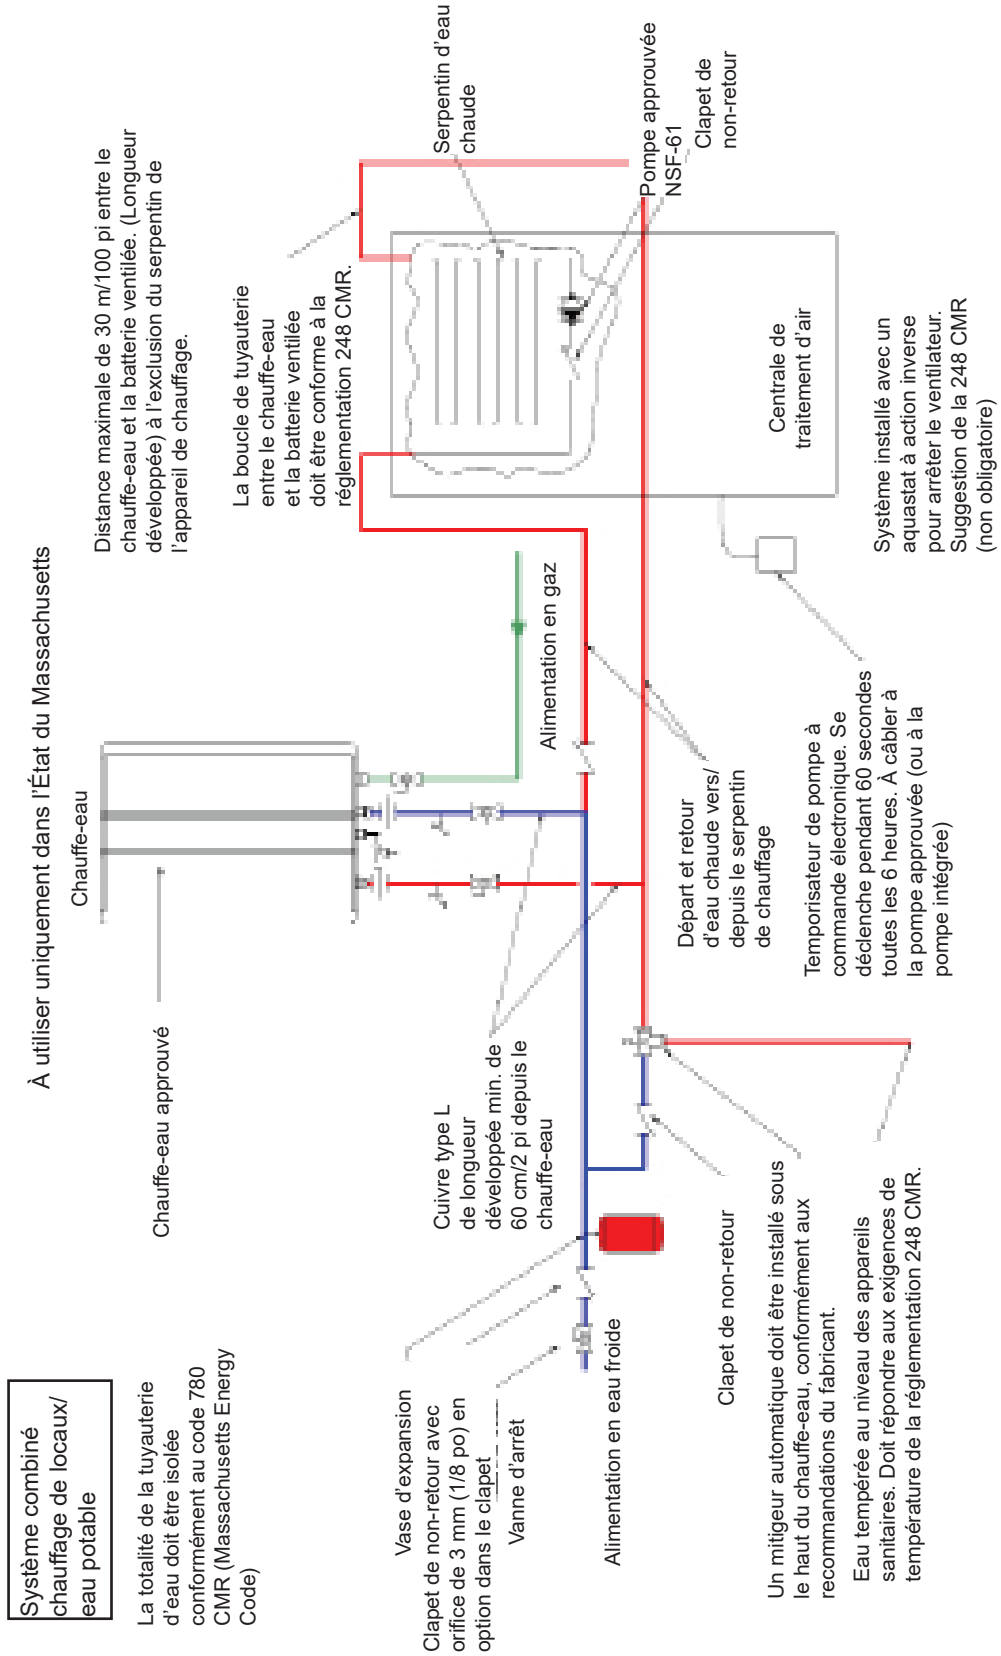 À utiliser uniquement dans l'État du Massachusetts
Système combiné
chauffage de locaux/
eau potable
La totalité de la tuyauterie
d'eau doit être isolée
conformément au code 780
CMR (Massachusetts Energy
Code)
Chauffe-eau approuvé
Chauffe-eau
Distance maximale de 30 m/100 pi entre le
chauffe-eau et la batterie ventilée. (Longueur
développée) à l'exclusion du serpentin de
l'appareil de chauffage.
La boucle de tuyauterie
entre le chauffe-eau
et la batterie ventilée
doit être conforme à la
réglementation 248 CMR.
Serpentin d'eau
chaude
Vase d'expansion
Clapet de non-retour avec
orifice de 3 mm (1/8 po) en
option dans le clapet
Vanne d'arrêt
Alimentation en eau froide
Cuivre type L
de longueur
développée min. de
60 cm/2 pi depuis le
chauffe-eau
Alimentation en gaz
Pompe approuvée
NSF-61
Clapet de
non-retour
Clapet de non-retour
Départ et retour
d'eau chaude vers/
depuis le serpentin
de chauffage
Centrale de
traitement d'air
Un mitigeur automatique doit être installé sous
le haut du chauffe-eau, conformément aux
recommandations du fabricant.
Eau tempérée au niveau des appareils
sanitaires. Doit répondre aux exigences de
température de la réglementation 248 CMR.
Temporisateur de pompe à
commande électronique. Se
déclenche pendant 60 secondes
toutes les 6 heures. À câbler à
la pompe approuvée (ou à la
pompe intégrée)
Système installé avec un
aquastat à action inverse
pour arrêter le ventilateur.
Suggestion de la 248 CMR
(non obligatoire)